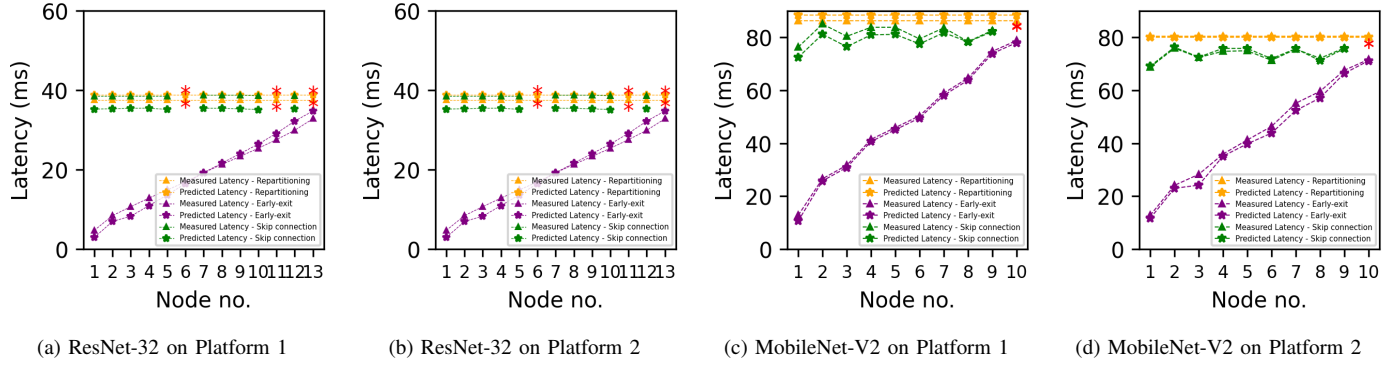 60
40
20
0
Latency (ms)
Measured Latency - Repartitioning
Predicted Latency - Repartitioning
Measured Latency - Early-exit
Predicted Latency - Early-exit
Measured Latency - Skip connection
Predicted Latency - Skip connection
1 2 3 4 5 6 7 8 9 10 11 12 13
Node no.
(a) ResNet-32 on Platform 1
60
40
20
0
Latency (ms)
Measured Latency - Repartitioning
Predicted Latency - Repartitioning
Measured Latency - Early-exit
Predicted Latency - Early-exit
Measured Latency - Skip connection
Predicted Latency - Skip connection
1 2 3 4 5 6 7 8 9 10 11 12 13
Node no.
(b) ResNet-32 on Platform 2
80
60
40
20
0
Latency (ms)
Measured Latency - Repartitioning
Predicted Latency - Repartitioning
Measured Latency - Early-exit
Predicted Latency - Early-exit
Measured Latency - Skip connection
Predicted Latency - Skip connection
1 2 3 4 5 6 7 8 9 10
Node no.
(c) MobileNet-V2 on Platform 1
80
60
40
20
0
Latency (ms)
Measured Latency - Repartitioning
Predicted Latency - Repartitioning
Measured Latency - Early-exit
Predicted Latency - Early-exit
Measured Latency - Skip connection
Predicted Latency - Skip connection
1 2 3 4 5 6 7 8 9 10
Node no.
(d) MobileNet-V2 on Platform 2